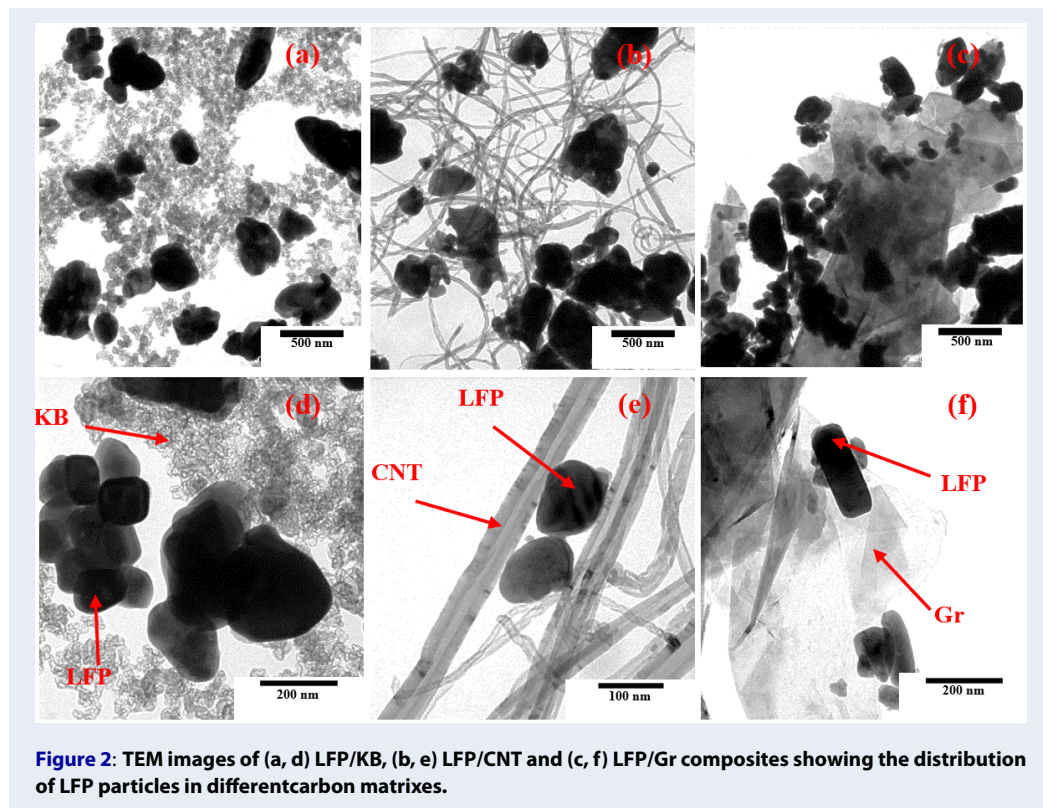 (a)
(b)
(c)
500 nm
500 nm
500 nm
KB
(d)
LFP
200 nm
LFP
(e)
CNT
100 nm
(f)
LFP
Gr
200 nm
Figure 2: TEM images of (a, d) LFP/KB, (b, e) LFP/CNT and (c, f) LFP/Gr composites showing the distribution
of LFP particles in differentcarbon matrixes.